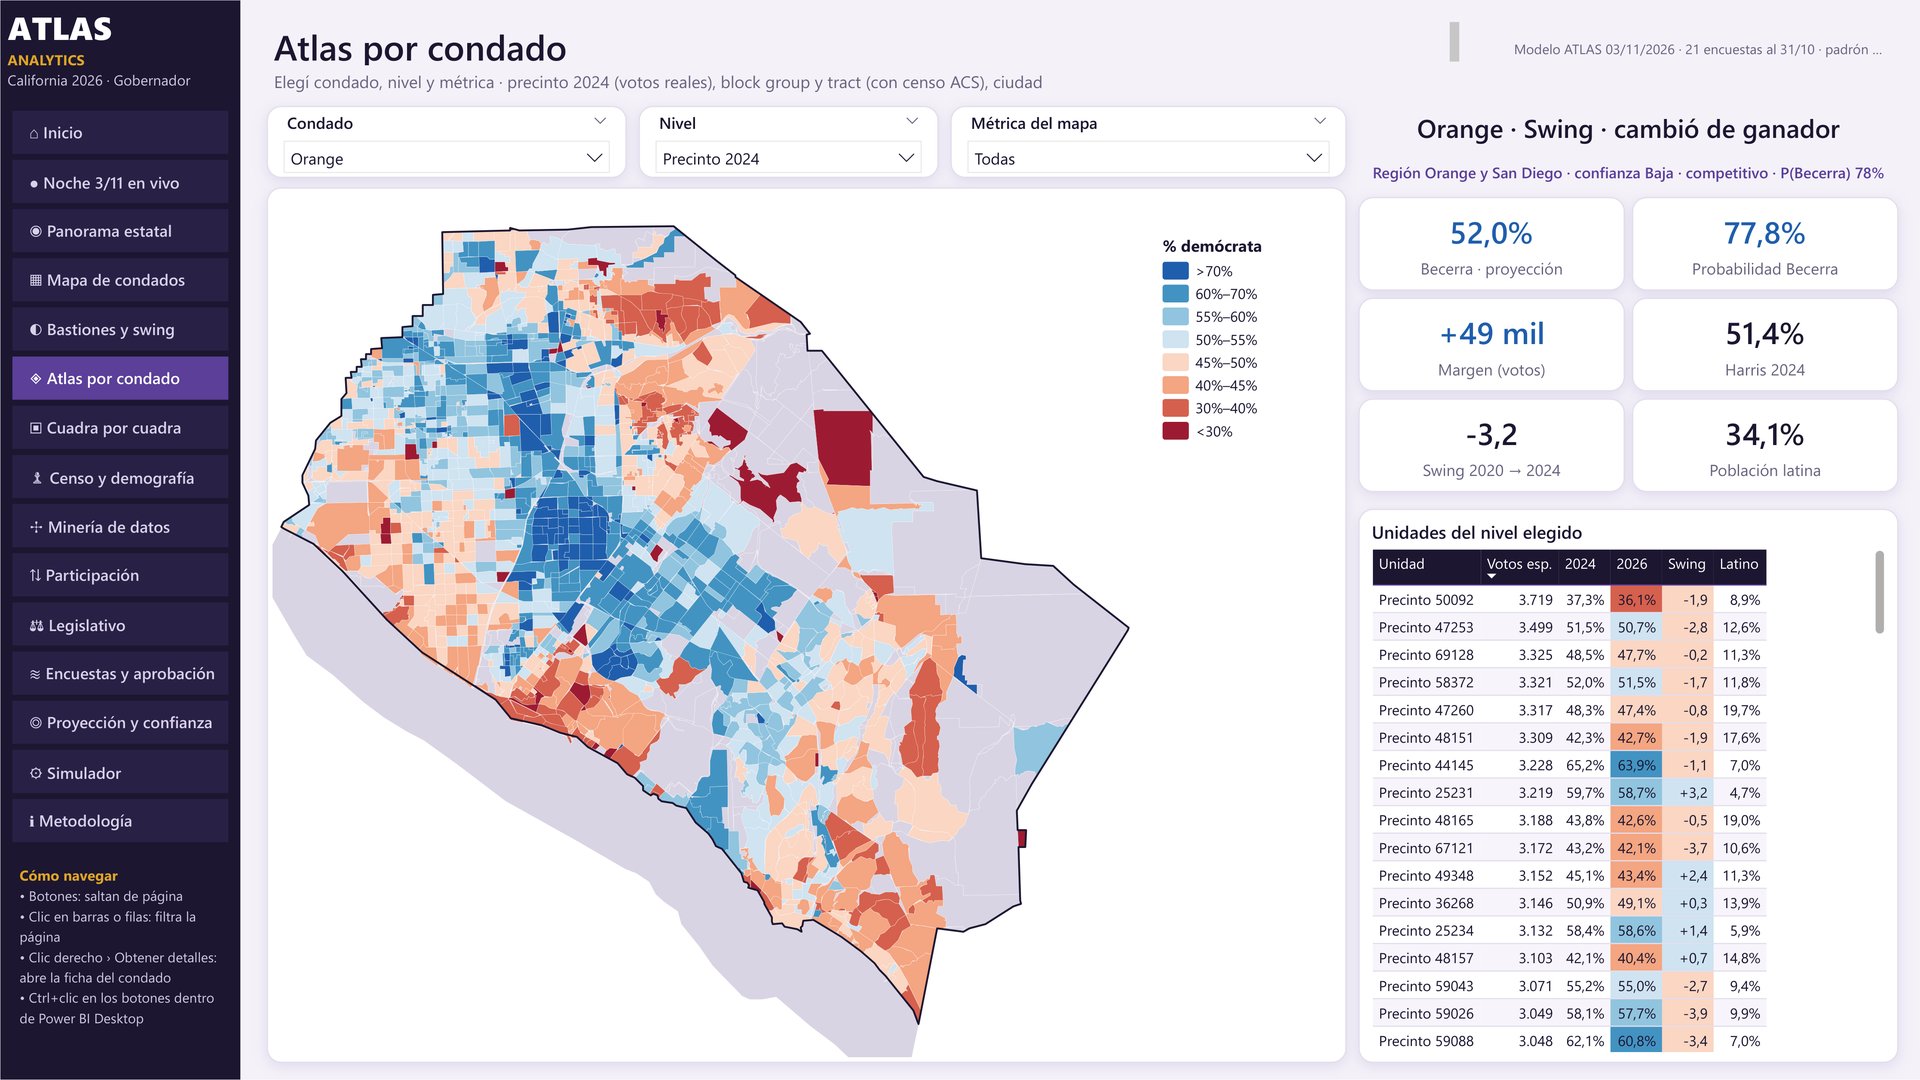 ATLAS
ANALYTICS
California 2026 · Gobernador
⌂ Inicio
● Noche 3/11 en vivo
◉ Panorama estatal
▦ Mapa de condados
◐ Bastiones y swing
◈ Atlas por condado
▣ Cuadra por cuadra
Censo y demografía
Minería de datos
Participación
Legislativo
≋ Encuestas y aprobación
◎ Proyección y confianza
Simulador
ℹ Metodología
Cómo navegar
• Botones: saltan de página
• Clic en barras o filas: filtra la
página
• Clic derecho › Obtener detalles:
abre la ficha del condado
• Ctrl+clic en los botones dentro
de Power BI Desktop
Atlas por condado
Elegí condado, nivel y métrica · precinto 2024 (votos reales), block group y tract (con censo ACS), ciudad
Modelo ATLAS 03/11/2026 · 21 encuestas al 31/10 · padrón ...
Condado
Orange
Nivel
Precinto 2024
Métrica del mapa
Todas
% demócrata
>70%
60%–70%
55%–60%
50%–55%
45%–50%
40%–45%
30%–40%
<30%
Orange · Swing · cambió de ganador
Región Orange y San Diego · confianza Baja · competitivo · P(Becerra) 78%
52,0%
Becerra · proyección
77,8%
Probabilidad Becerra
+49 mil
Margen (votos)
51,4%
Harris 2024
-3,2
Swing 2020 → 2024
34,1%
Población latina
Unidades del nivel elegido
Unidad Votos esp. 2024 2026 Swing Latino
Precinto 50092 3.719 37,3% 36,1% -1,9 8,9%
Precinto 47253 3.499 51,5% 50,7% -2,8 12,6%
Precinto 69128 3.325 48,5% 47,7% -0,2 11,3%
Precinto 58372 3.321 52,0% 51,5% -1,7 11,8%
Precinto 47260 3.317 48,3% 47,4% -0,8 19,7%
Precinto 48151 3.309 42,3% 42,7% -1,9 17,6%
Precinto 44145 3.228 65,2% 63,9% -1,1 7,0%
Precinto 25231 3.219 59,7% 58,7% +3,2 4,7%
Precinto 48165 3.188 43,8% 42,6% -0,5 19,0%
Precinto 67121 3.172 43,2% 42,1% -3,7 10,6%
Precinto 49348 3.152 45,1% 43,4% +2,4 11,3%
Precinto 36268 3.146 50,9% 49,1% +0,3 13,9%
Precinto 25234 3.132 58,4% 58,6% +1,4 5,9%
Precinto 48157 3.103 42,1% 40,4% +0,7 14,8%
Precinto 59043 3.071 55,2% 55,0% -2,7 9,4%
Precinto 59026 3.049 58,1% 57,7% -3,9 9,9%
Precinto 59088 3.048 62,1% 60,8% -3,4 7,0%